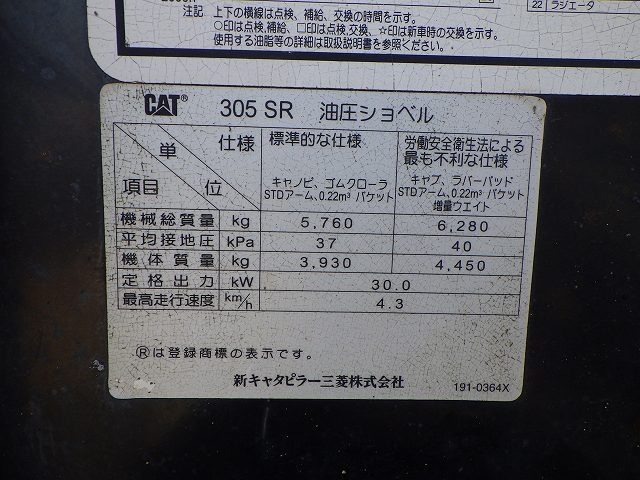 22 ラジエータ
注記 上下の横線は点検、補給、交換の時間を示す。
○印は点検,補給、□印は点検,交換、☆印は新車時の交換を示す。
使用する油脂等の詳細は取扱説明書を参照ください。
CAT® 305 SR 油圧ショベル
単位 項目 仕様
標準的な仕様
キャノピ、ゴムクローラ
STDアーム、0.22m³ バケット
労働安全衛生法による
最も不利な仕様
キャブ、ラバーパッド
STDアーム、0.22m³ バケット
増量ウエイト
機械総質量 kg 5,760 6,280
平均接地圧 kPa 37 40
機体質量 kg 3,930 4,450
定格出力 kW 30.0
最高走行速度 km/h 4.3
®は登録商標の表示です。
新キャタピラー三菱株式会社
191-0364X